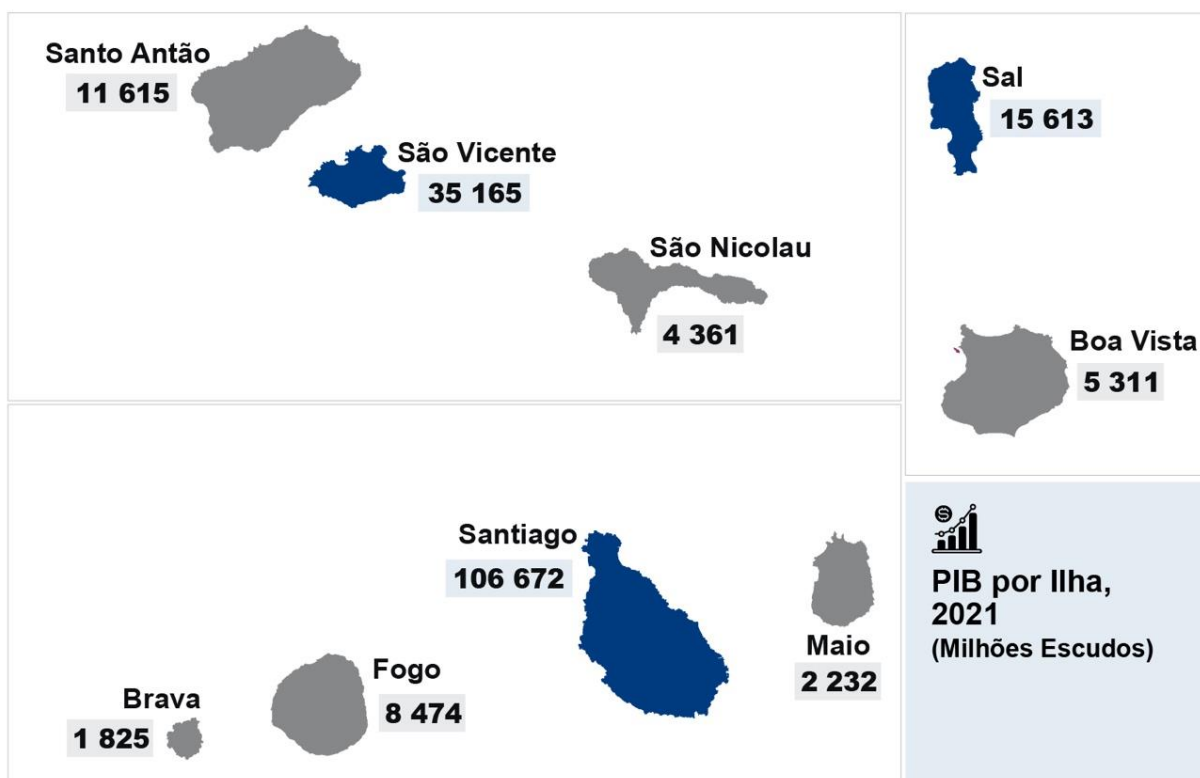 Santo Antão
11 615
São Vicente
35 165
São Nicolau
4 361
Sal
15 613
Boa Vista
5 311
Santiago
106 672
Maio
2 232
Fogo
8 474
Brava
1 825
PIB por Ilha,
2021
(Milhões Escudos)